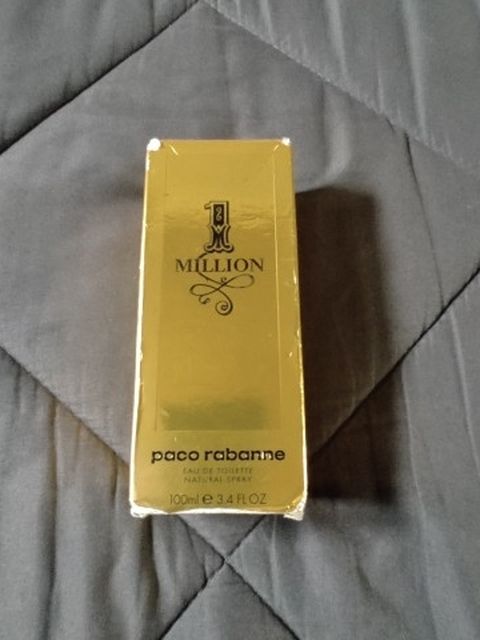 1
MILLION
paco rabanne
EAU DE TOILETTE
NATURAL SPRAY
100ml e 3.4 FL OZ